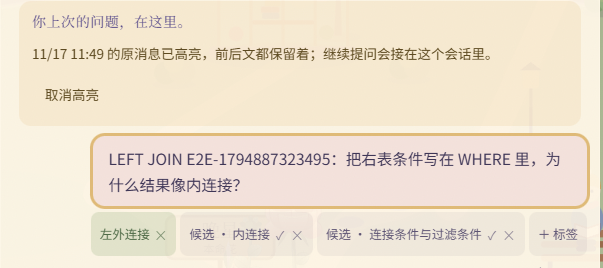 你上次的问题，在这里。
11/17 11:49 的原消息已高亮，前后文都保留着；继续提问会接在这个会话里。
取消高亮
LEFT JOIN E2E-1794887323495：把右表条件写在 WHERE 里，为
什么结果像内连接？
左外连接 × 候选 · 内连接 ✓ × 候选 · 连接条件与过滤条件 ✓ × ＋ 标签